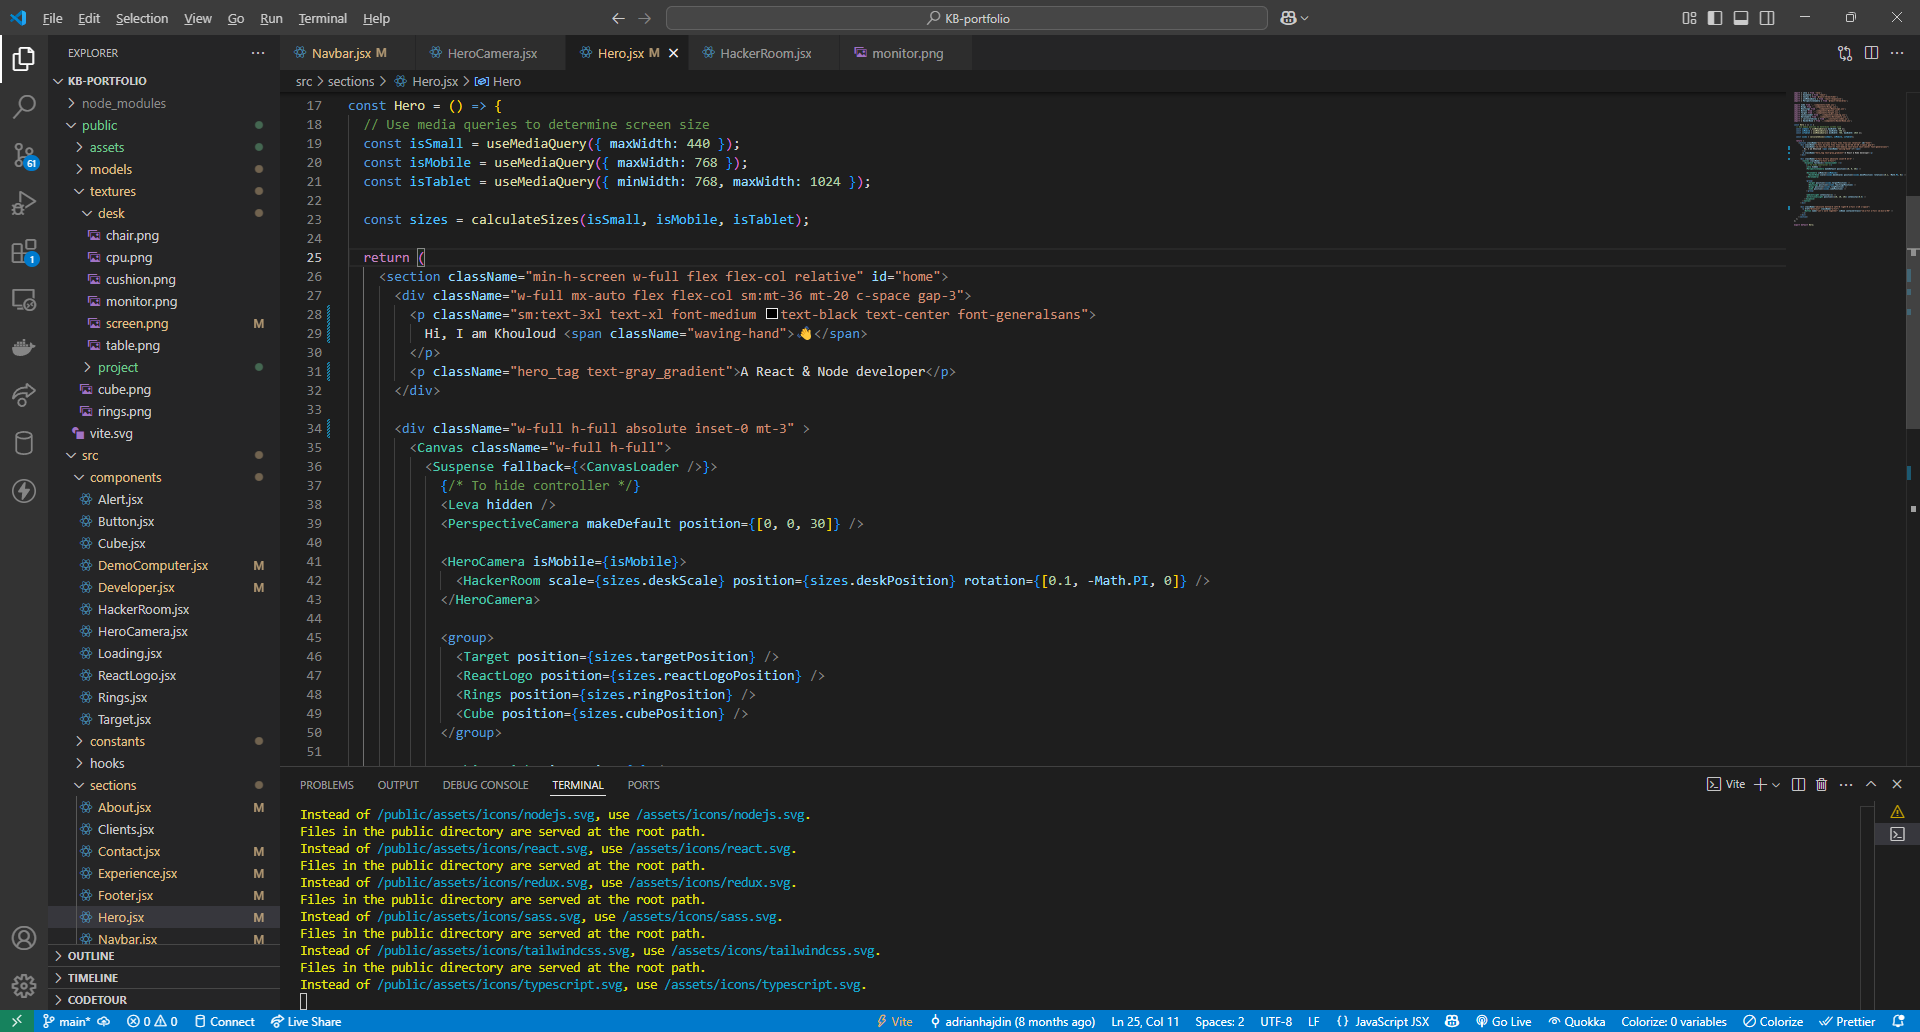 File Edit Selection View Go Run Terminal Help
KB-portfolio
EXPLORER
KB-PORTFOLIO
node_modules
public
assets
models
textures
desk
chair.png
cpu.png
cushion.png
monitor.png
screen.png M
table.png
project
cube.png
rings.png
vite.svg
src
components
Alert.jsx
Button.jsx
Cube.jsx
DemoComputer.jsx M
Developer.jsx M
HackerRoom.jsx
HeroCamera.jsx
Loading.jsx
ReactLogo.jsx
Rings.jsx
Target.jsx
constants
hooks
sections
About.jsx M
Clients.jsx
Contact.jsx M
Experience.jsx M
Footer.jsx M
Hero.jsx M
Navbar.jsx M
OUTLINE
TIMELINE
CODETOUR
61
1
Navbar.jsx M HeroCamera.jsx Hero.jsx M HackerRoom.jsx monitor.png
src > sections > Hero.jsx > Hero
17 const Hero = () => {
18 // Use media queries to determine screen size
19 const isSmall = useMediaQuery({ maxWidth: 440 });
20 const isMobile = useMediaQuery({ maxWidth: 768 });
21 const isTablet = useMediaQuery({ minWidth: 768, maxWidth: 1024 });
22
23 const sizes = calculateSizes(isSmall, isMobile, isTablet);
24
25 return (
26 <section className="min-h-screen w-full flex flex-col relative" id="home">
27 <div className="w-full mx-auto flex flex-col sm:mt-36 mt-20 c-space gap-3">
28 <p className="sm:text-3xl text-xl font-medium text-black text-center font-generalsans">
29 Hi, I am Khouloud <span className="waving-hand">👋</span>
30 </p>
31 <p className="hero_tag text-gray_gradient">A React & Node developer</p>
32 </div>
33
34 <div className="w-full h-full absolute inset-0 mt-3" >
35 <Canvas className="w-full h-full">
36 <Suspense fallback={<CanvasLoader />}>
37 {/* To hide controller */}
38 <Leva hidden />
39 <PerspectiveCamera makeDefault position={[0, 0, 30]} />
40
41 <HeroCamera isMobile={isMobile}>
42 <HackerRoom scale={sizes.deskScale} position={sizes.deskPosition} rotation={[0.1, -Math.PI, 0]} />
43 </HeroCamera>
44
45 <group>
46 <Target position={sizes.targetPosition} />
47 <ReactLogo position={sizes.reactLogoPosition} />
48 <Rings position={sizes.ringPosition} />
49 <Cube position={sizes.cubePosition} />
50 </group>
51
PROBLEMS OUTPUT DEBUG CONSOLE TERMINAL PORTS
Vite
Instead of /public/assets/icons/nodejs.svg, use /assets/icons/nodejs.svg.
Files in the public directory are served at the root path.
Instead of /public/assets/icons/react.svg, use /assets/icons/react.svg.
Files in the public directory are served at the root path.
Instead of /public/assets/icons/redux.svg, use /assets/icons/redux.svg.
Files in the public directory are served at the root path.
Instead of /public/assets/icons/sass.svg, use /assets/icons/sass.svg.
Files in the public directory are served at the root path.
Instead of /public/assets/icons/tailwindcss.svg, use /assets/icons/tailwindcss.svg.
Files in the public directory are served at the root path.
Instead of /public/assets/icons/typescript.svg, use /assets/icons/typescript.svg.
main* 0 0 Connect Live Share Vite adrianhajdin (8 months ago) Ln 25, Col 11 Spaces: 2 UTF-8 LF {} JavaScript JSX Go Live Quokka Colorize: 0 variables Colorize Prettier